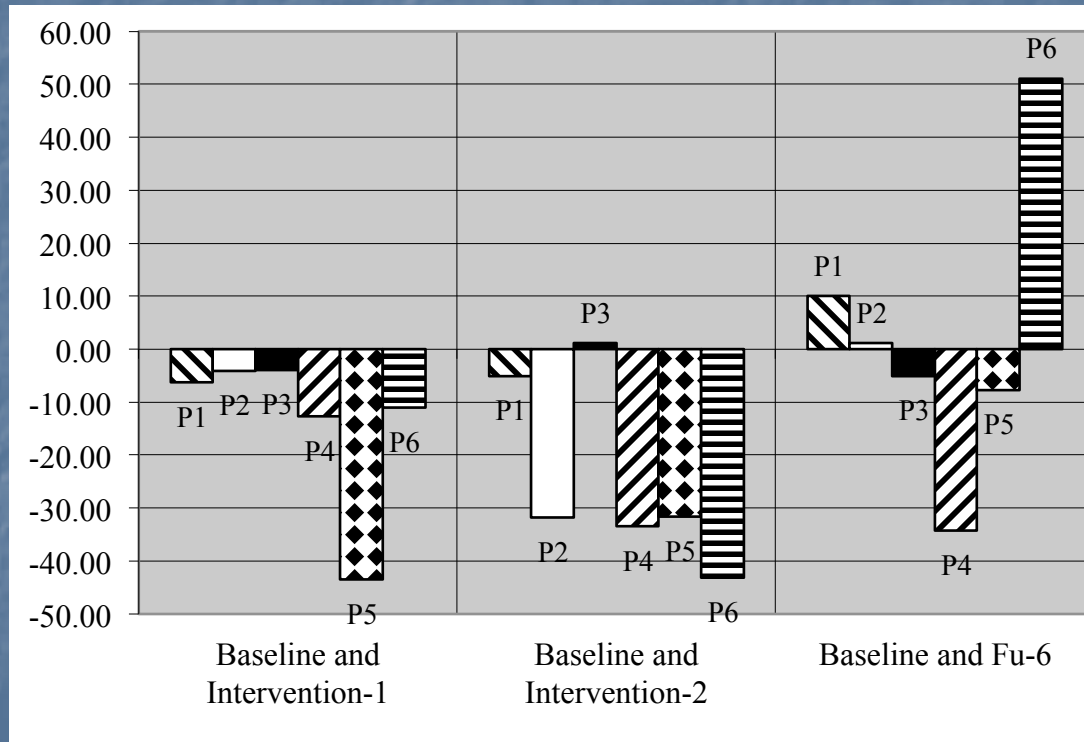 60.00
50.00
40.00
30.00
20.00
10.00
0.00
-10.00
-20.00
-30.00
-40.00
-50.00
P1
P2
P3
P4
P5
P6
P1
P2
P3
P4
P5
P6
P1
P2
P3
P4
P5
P6
Baseline and
Intervention-1
Baseline and
Intervention-2
Baseline and Fu-6